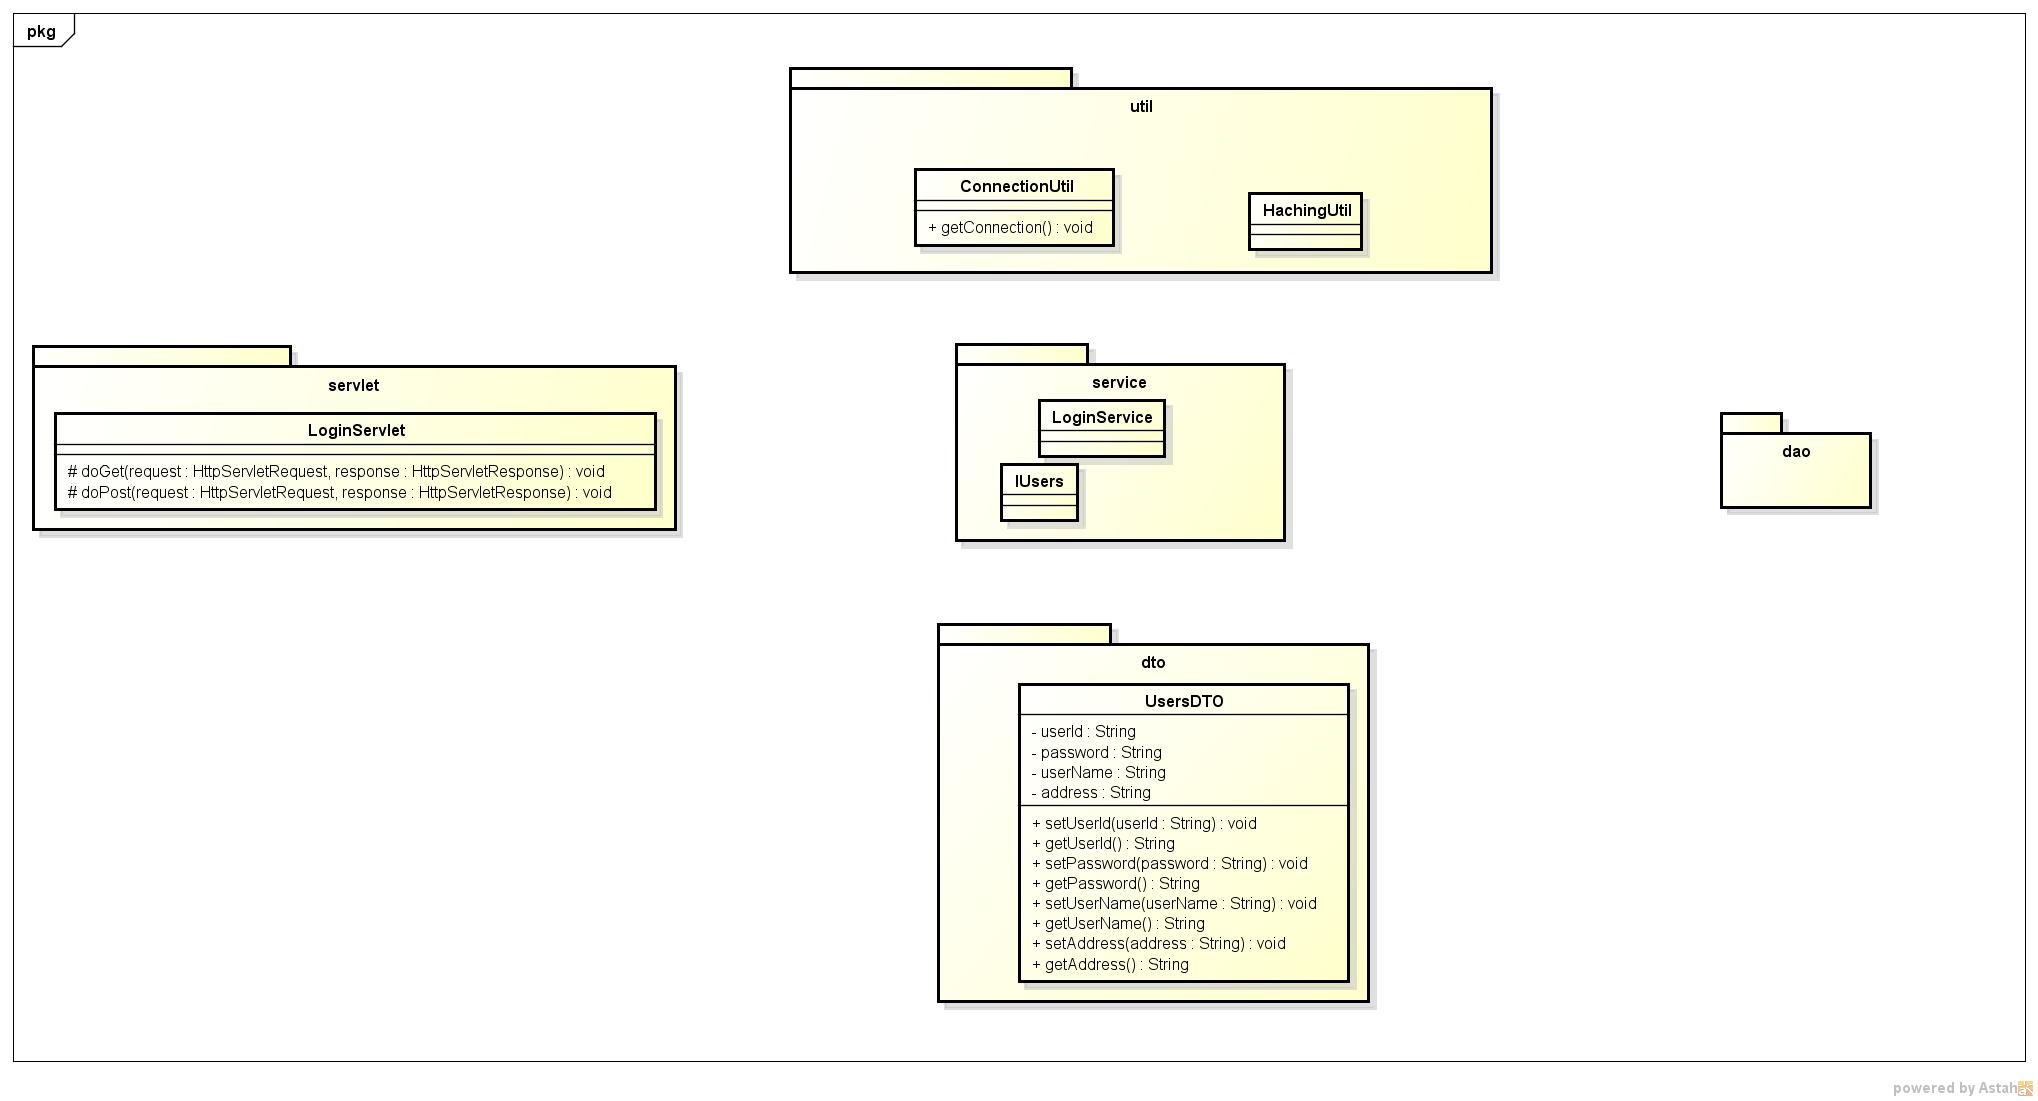 pkg
util
ConnectionUtil
+ getConnection() : void
HachingUtil
servlet
LoginServlet
# doGet(request : HttpServletRequest, response : HttpServletResponse) : void
# doPost(request : HttpServletRequest, response : HttpServletResponse) : void
service
LoginService
IUsers
dao
dto
UsersDTO
- userId : String
- password : String
- userName : String
- address : String
+ setUserId(userId : String) : void
+ getUserId() : String
+ setPassword(password : String) : void
+ getPassword() : String
+ setUserName(userName : String) : void
+ getUserName() : String
+ setAddress(address : String) : void
+ getAddress() : String
powered by Astah